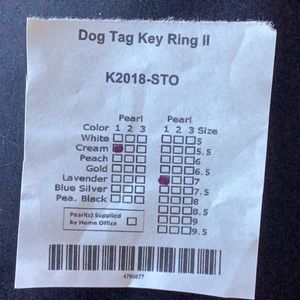 Dog Tag Key Ring II
K2018-STO
Pearl Pearl
Color 1 2 3 1 2 3 Size
White 5
Cream 5.5
Peach 6
Gold 6.5
Lavender 7
Blue Silver 7.5
Pea. Black 8
8.5
9
9.5
Pearl(s) Supplied
by Home Office
4786877